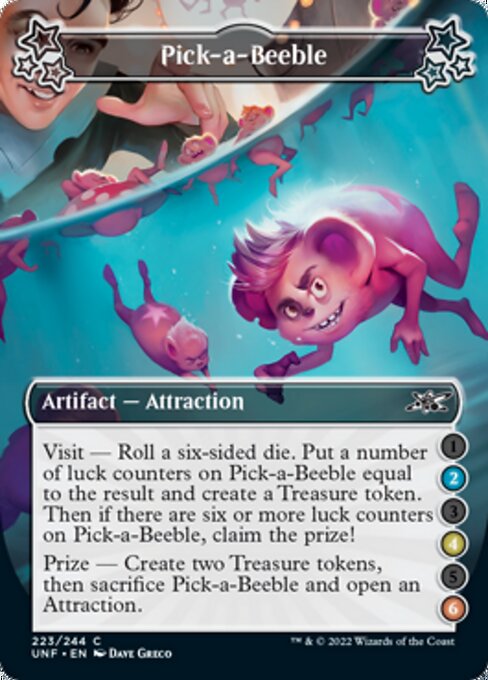 Pick-a-Beeble
Artifact — Attraction
Visit — Roll a six-sided die. Put a number
of luck counters on Pick-a-Beeble equal
to the result and create a Treasure token.
Then if there are six or more luck counters
on Pick-a-Beeble, claim the prize!
Prize — Create two Treasure tokens,
then sacrifice Pick-a-Beeble and open an
Attraction.
1
2
3
4
5
6
223/244 C
UNF • EN Dave Greco
™ & © 2022 Wizards of the Coast